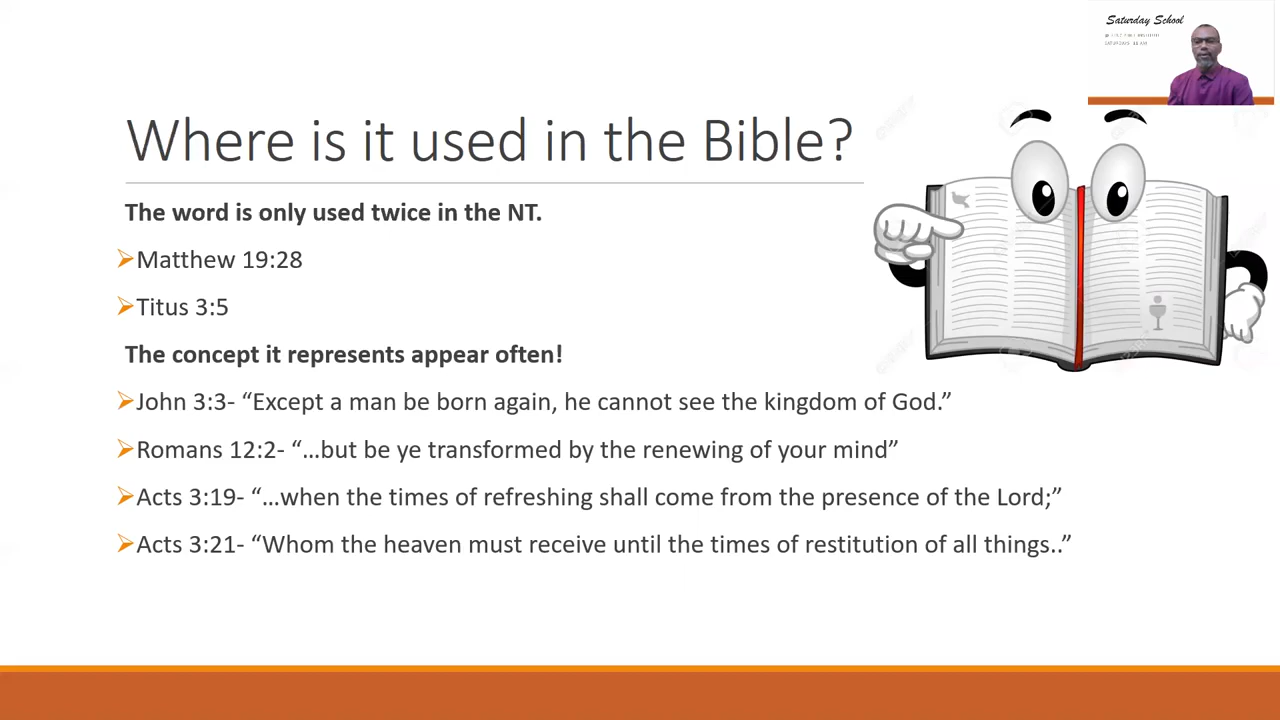 Saturday School
Where is it used in the Bible?
The word is only used twice in the NT.
Matthew 19:28
Titus 3:5
The concept it represents appear often!
John 3:3- “Except a man be born again, he cannot see the kingdom of God.”
Romans 12:2- “...but be ye transformed by the renewing of your mind”
Acts 3:19- “...when the times of refreshing shall come from the presence of the Lord;”
Acts 3:21- “Whom the heaven must receive until the times of restitution of all things..”